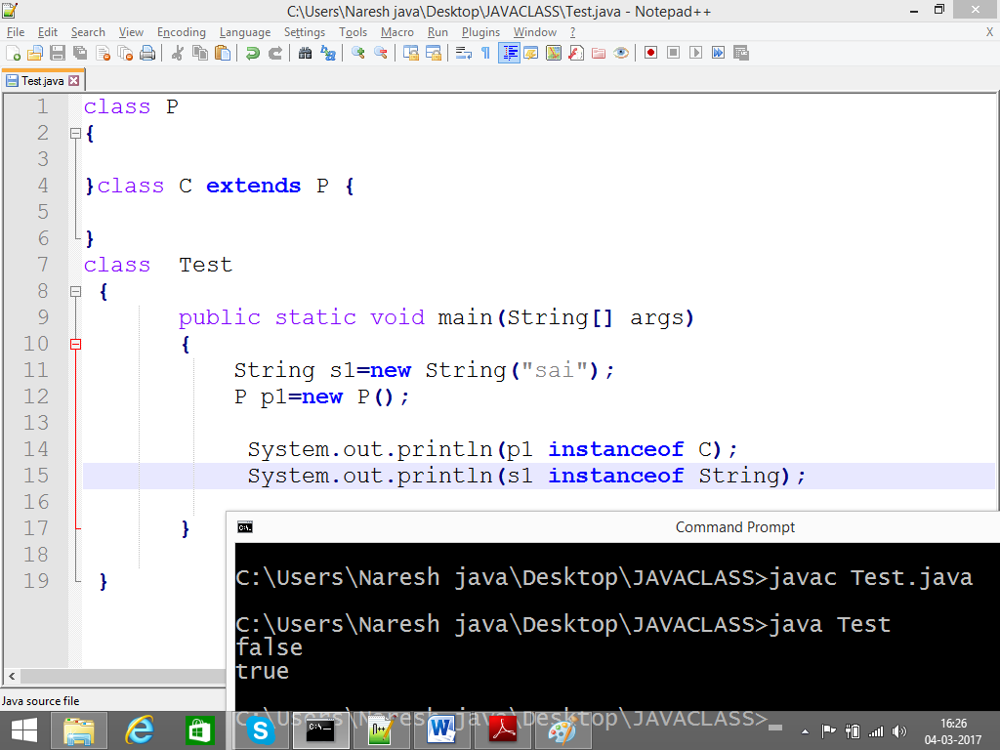 C:\Users\Naresh java\Desktop\JAVACLASS\Test.java - Notepad++
File Edit Search View Encoding Language Settings Tools Macro Run Plugins Window ? X
Test.java
1 class P
2 {
3
4 }class C extends P {
5
6 }
7 class  Test
8 {
9 public static void main(String[] args)
10 {
11 String s1=new String("sai");
12 P p1=new P();
13
14 System.out.println(p1 instanceof C);
15 System.out.println(s1 instanceof String);
16
17 }
18
19 }
Java source file
Command Prompt
C:\Users\Naresh java\Desktop\JAVACLASS>javac Test.java
C:\Users\Naresh java\Desktop\JAVACLASS>java Test
false
true
C:\Users\Naresh java\Desktop\JAVACLASS>
16:26
04-03-2017